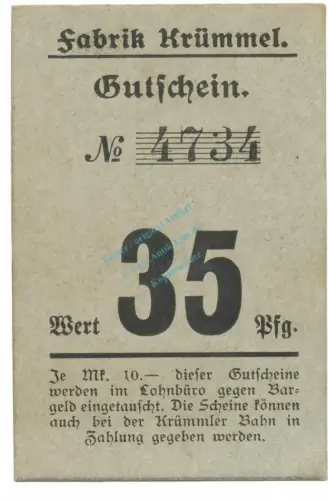 Fabrik Krümmel.
Gutschein.
No 4734
Wert 35 Pfg.
Je Mk. 10.— dieser Gutscheine
werden im Lohnbüro gegen Bar-
geld eingetauscht. Die Scheine können
auch bei der Krümmler Bahn in
Zahlung gegeben werden.